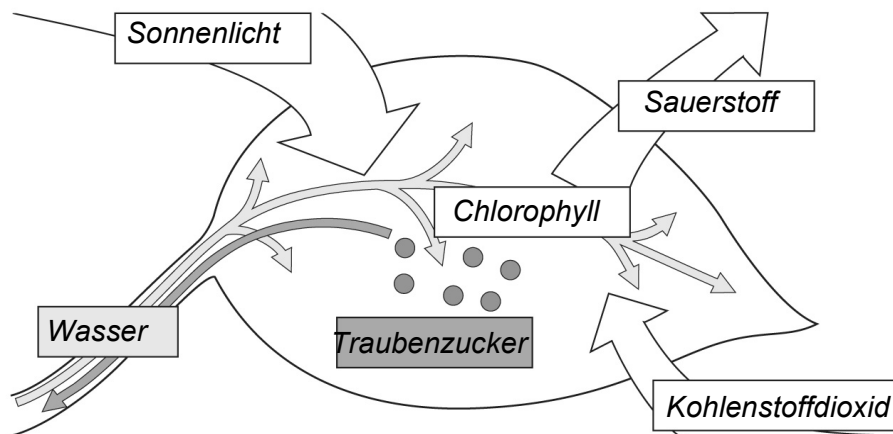 Sonnenlicht
Sauerstoff
Chlorophyll
Wasser
Traubenzucker
Kohlenstoffdioxid